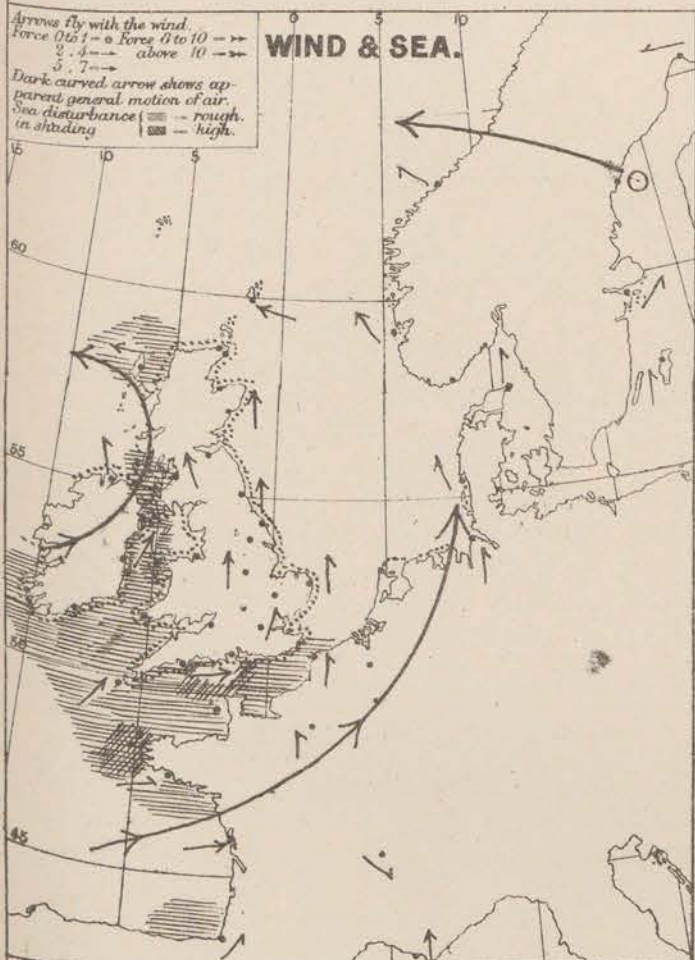 0
10
WIND & SEA.
Arrows fly with the wind.
Force 0 to 1 – Force 8 to 10 –
2 . 4 – above 10 –
5 . 7 –
Dark curved arrow shows ap-
parent general motion of air.
Sea disturbance – rough.
in shading – high.
15
10
5
60
55
50
45